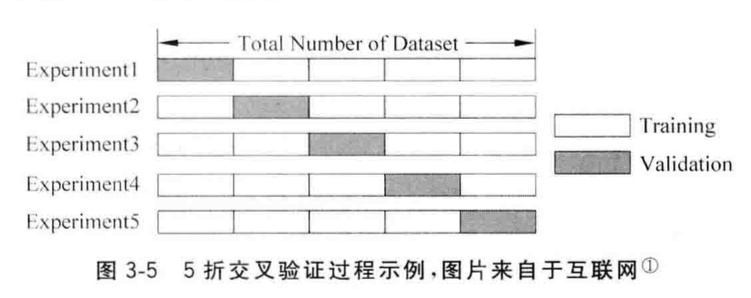 Total Number of Dataset
Experiment1
Experiment2
Experiment3
Experiment4
Experiment5
Training
Validation
图 3-5 5 折交叉验证过程示例,图片来自于互联网①